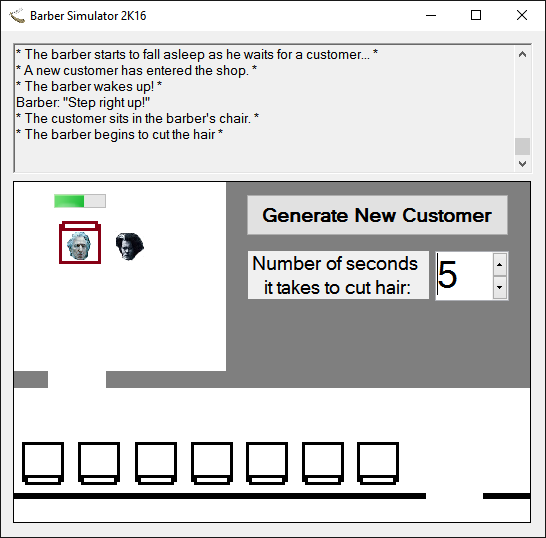 Barber Simulator 2K16
* The barber starts to fall asleep as he waits for a customer... *
* A new customer has entered the shop. *
* The barber wakes up! *
Barber: "Step right up!"
* The customer sits in the barber's chair. *
* The barber begins to cut the hair *
Generate New Customer
Number of seconds
it takes to cut hair:
5